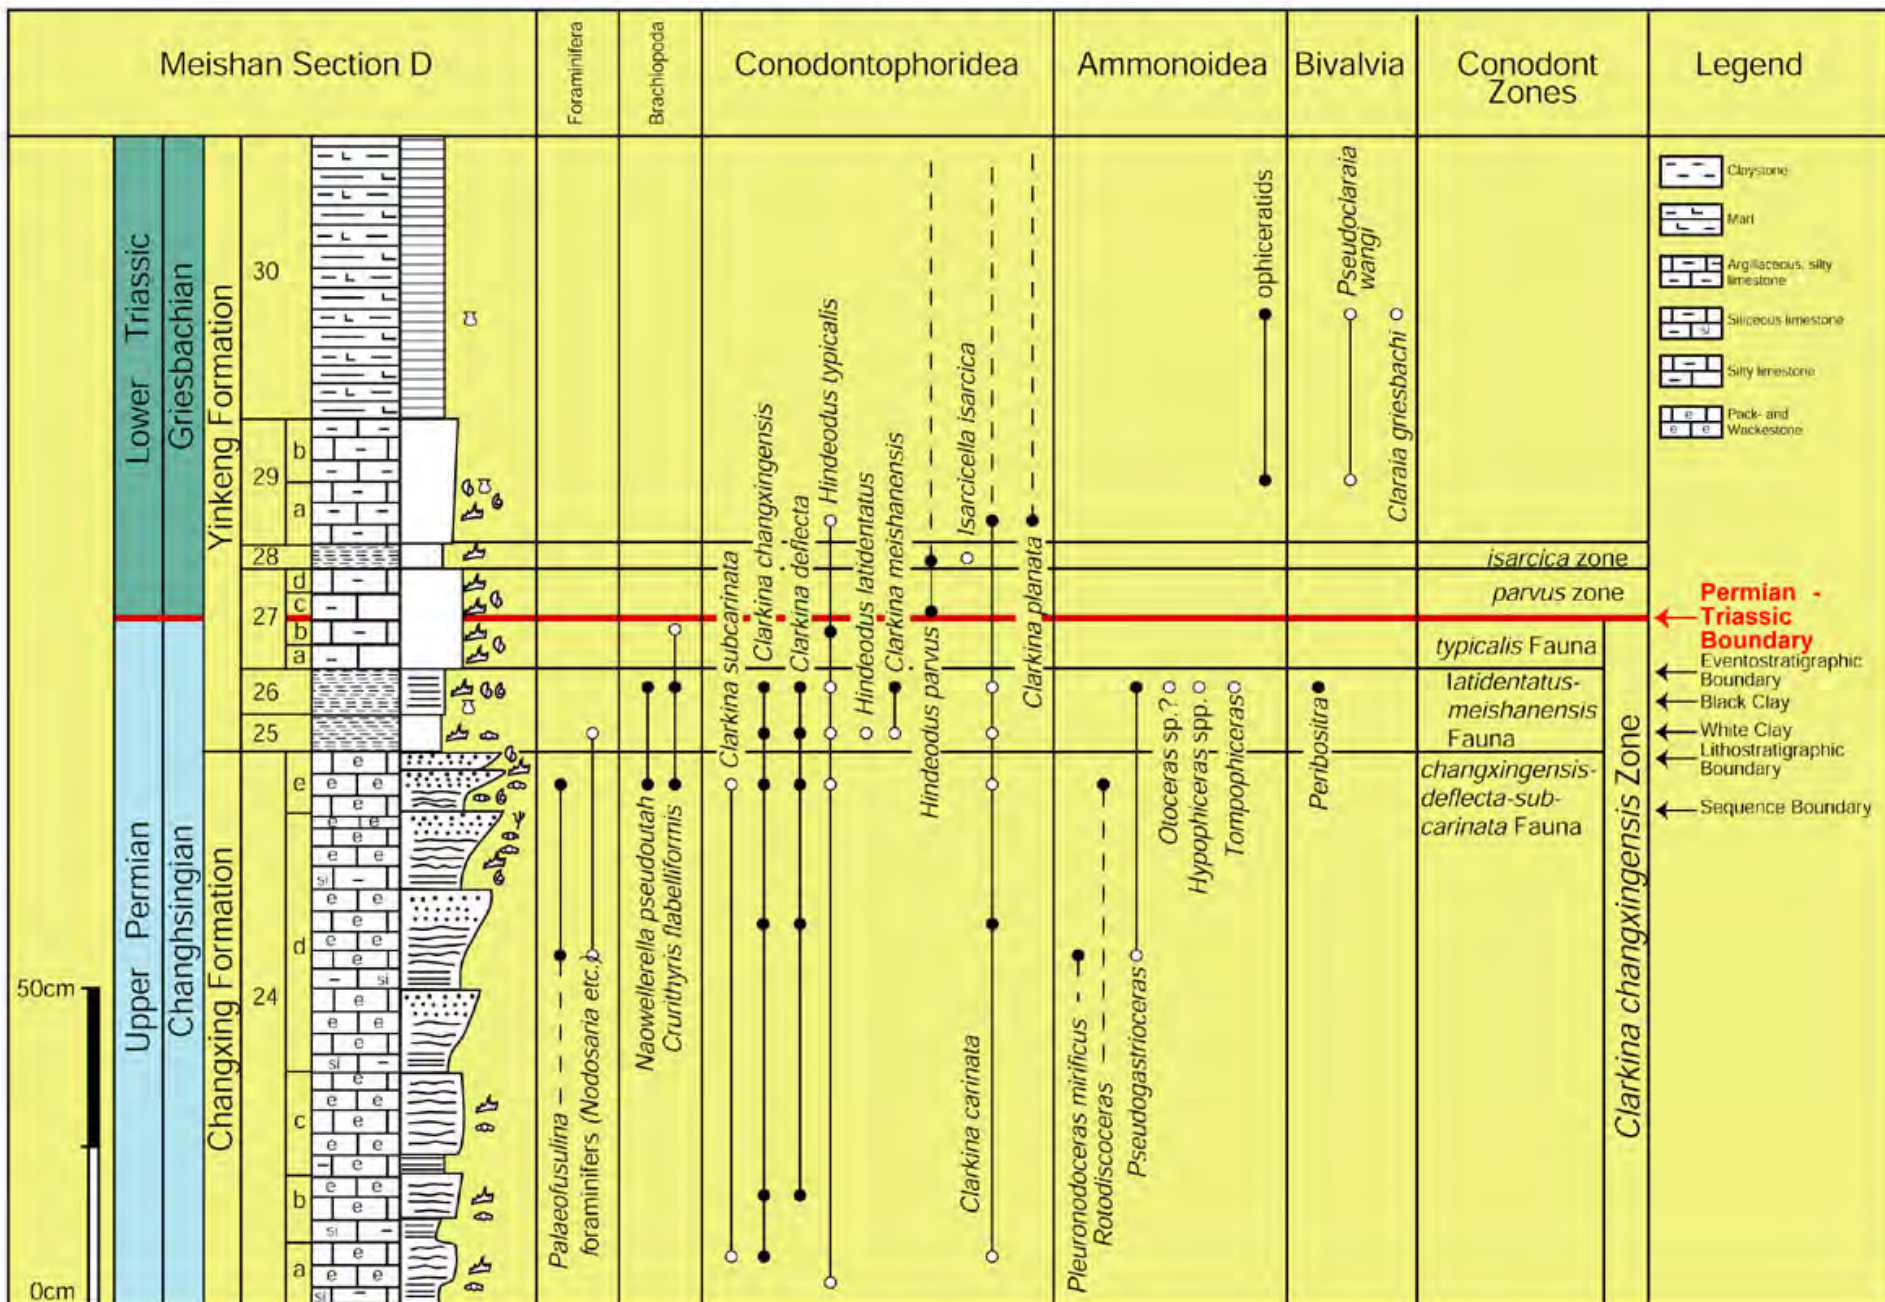 Meishan Section D
Foraminifera
Brachiopoda
Conodontophoridea
Ammonoidea
Bivalvia
Conodont
Zones
Legend
Lower Triassic
Griesbachian
Upper Permian
Changhsingian
Yinkeng Formation
Changxing Formation
30
29
b
a
28
27
d
c
b
a
26
25
24
e
d
c
b
a
50cm
0cm
Palaeofusulina
foraminifers (Nodosaria etc.)
Naowellerella pseudoutah
Crurithyris flabelliformis
Clarkina subcarinata
Clarkina changxingensis
Clarkina deflecta
Hindeodus typicalis
Hindeodus latidentatus
Clarkina meishanensis
Hindeodus parvus
Isarcicella isarcica
Clarkina carinata
Clarkina planata
Pleuronodoceras mirificus
Rotodiscoceras
Pseudogastrioceras
Otoceras sp.?
Hypophiceras spp.
Tompophiceras
ophiceratids
Peribositra
Pseudoclaraia
wangi
Claraia griesbachi
isarcica zone
parvus zone
typicalis Fauna
latidentatus-
meishanensis
Fauna
changxingensis-
deflecta-sub-
carinata Fauna
Clarkina changxingensis Zone
Claystone
Marl
Argillaceous, silty
limestone
si
Siliceous limestone
Silty limestone
e
e e
Pack- and
Wackestone
Permian -
Triassic
Boundary
Eventostratigraphic
Boundary
Black Clay
White Clay
Lithostratigraphic
Boundary
Sequence Boundary